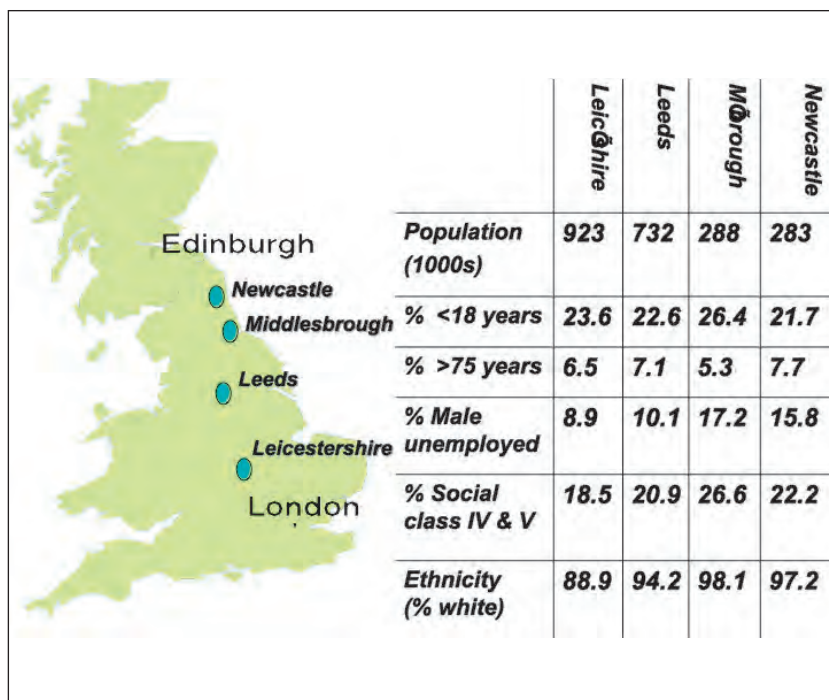 Edinburgh
Newcastle
Middlesbrough
Leeds
Leicestershire
London
Leeds
Newcastle
Population 923 732 288 283
(1000s)
% <18 years 23.6 22.6 26.4 21.7
% >75 years 6.5 7.1 5.3 7.7
% Male 8.9 10.1 17.2 15.8
unemployed
% Social 18.5 20.9 26.6 22.2
class IV & V
Ethnicity 88.9 94.2 98.1 97.2
(% white)